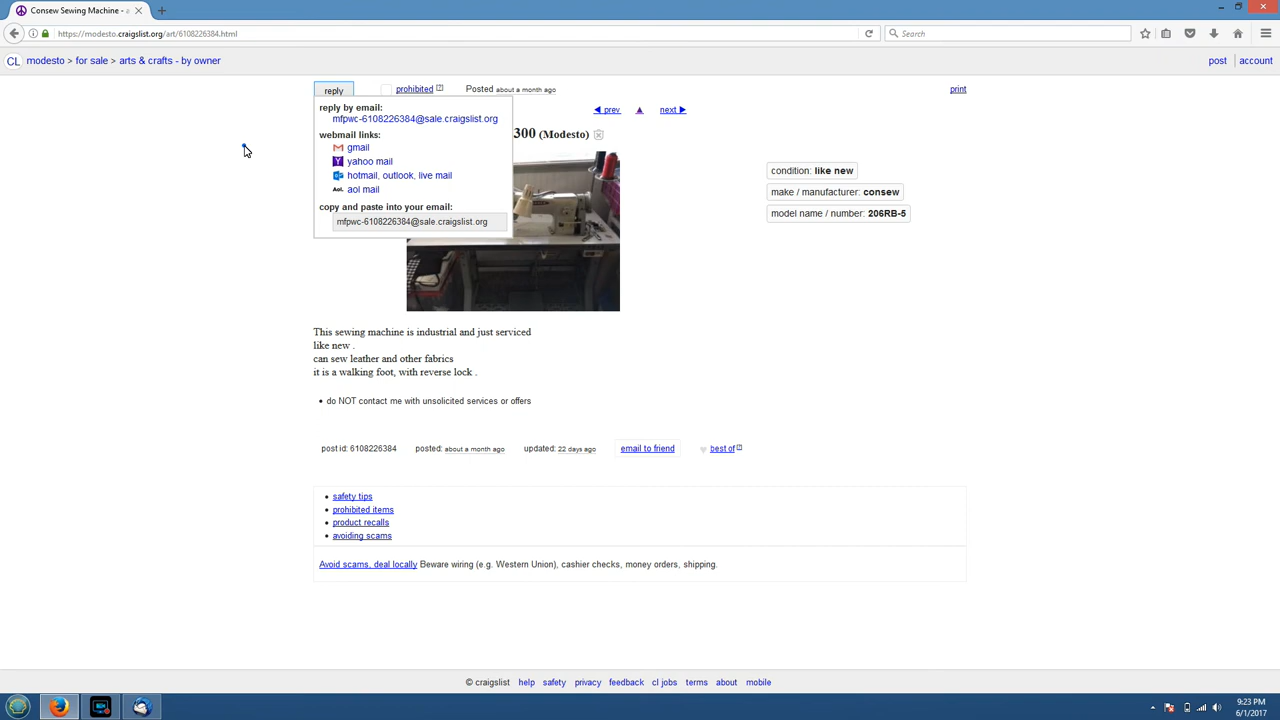 Consew Sewing Machine - a
https://modesto.craigslist.org/art/6108226384.html
Search
CL modesto > for sale > arts & crafts - by owner
post account
reply
prohibited [?]
Posted about a month ago
print
◀ prev ▲ next ▶
reply by email:
mfpwc-6108226384@sale.craigslist.org
webmail links:
gmail
yahoo mail
hotmail, outlook, live mail
Aol. aol mail
copy and paste into your email:
mfpwc-6108226384@sale.craigslist.org
300 (Modesto)
condition: like new
make / manufacturer: consew
model name / number: 206RB-5
This sewing machine is industrial and just serviced
like new .
can sew leather and other fabrics
it is a walking foot, with reverse lock .
• do NOT contact me with unsolicited services or offers
post id: 6108226384 posted: about a month ago updated: 22 days ago email to friend ♥ best of [?]
• safety tips
• prohibited items
• product recalls
• avoiding scams
Avoid scams, deal locally Beware wiring (e.g. Western Union), cashier checks, money orders, shipping.
© craigslist help safety privacy feedback cl jobs terms about mobile
9:23 PM
6/1/2017